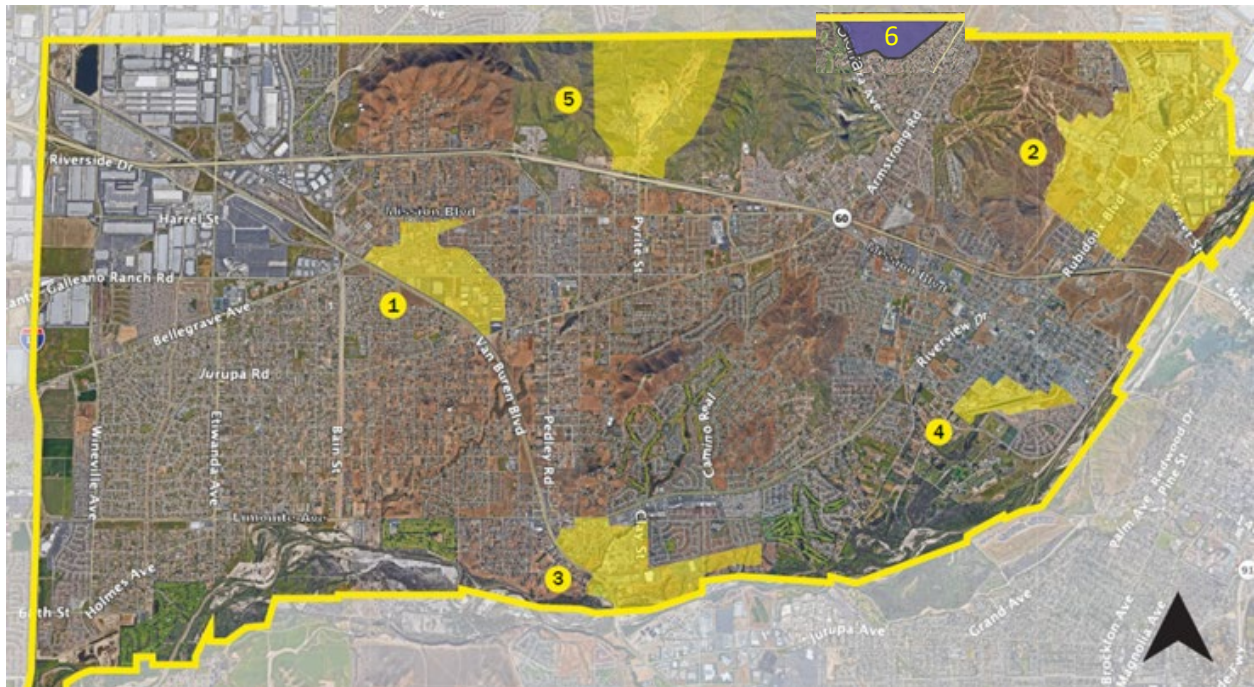 6
5
2
Agua Mansa Rd
Riverside Dr
Armstrong Rd
Harrel St
Mission Blvd
Pyrite St
60
Rubidoux Blvd
Mission Blvd
Galleano Ranch Rd
1
Bellegrave Ave
Van Buren Blvd
Riverview Dr
Jurupa Rd
Wineville Ave
Etiwanda Ave
Bain St
Pedley Rd
Camino Real
4
Limonite Ave
Clay St
Redwood Dr
Palm Ave
Pine St
3
91
Holmes Ave
Jurupa Ave
Grand Ave
Brockton Ave
Magnolia Ave